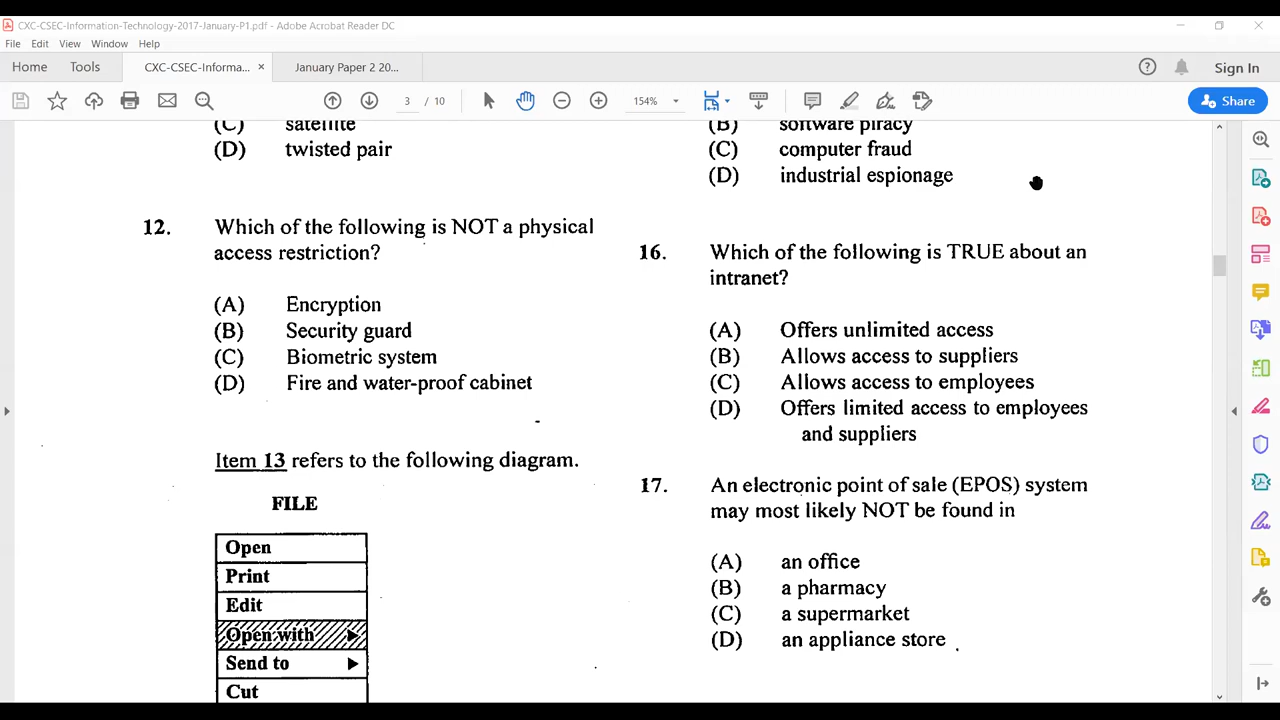 CXC-CSEC-Information-Technology-2017-January-P1.pdf - Adobe Acrobat Reader DC
File Edit View Window Help
Home Tools CXC-CSEC-Informa... × January Paper 2 20... Sign In
3 / 10 154% Share
(C) satellite
(D) twisted pair
12. Which of the following is NOT a physical
access restriction?
(A) Encryption
(B) Security guard
(C) Biometric system
(D) Fire and water-proof cabinet
Item 13 refers to the following diagram.
FILE
Open
Print
Edit
Open with
Send to
Cut
(B) software piracy
(C) computer fraud
(D) industrial espionage
16. Which of the following is TRUE about an
intranet?
(A) Offers unlimited access
(B) Allows access to suppliers
(C) Allows access to employees
(D) Offers limited access to employees
and suppliers
17. An electronic point of sale (EPOS) system
may most likely NOT be found in
(A) an office
(B) a pharmacy
(C) a supermarket
(D) an appliance store